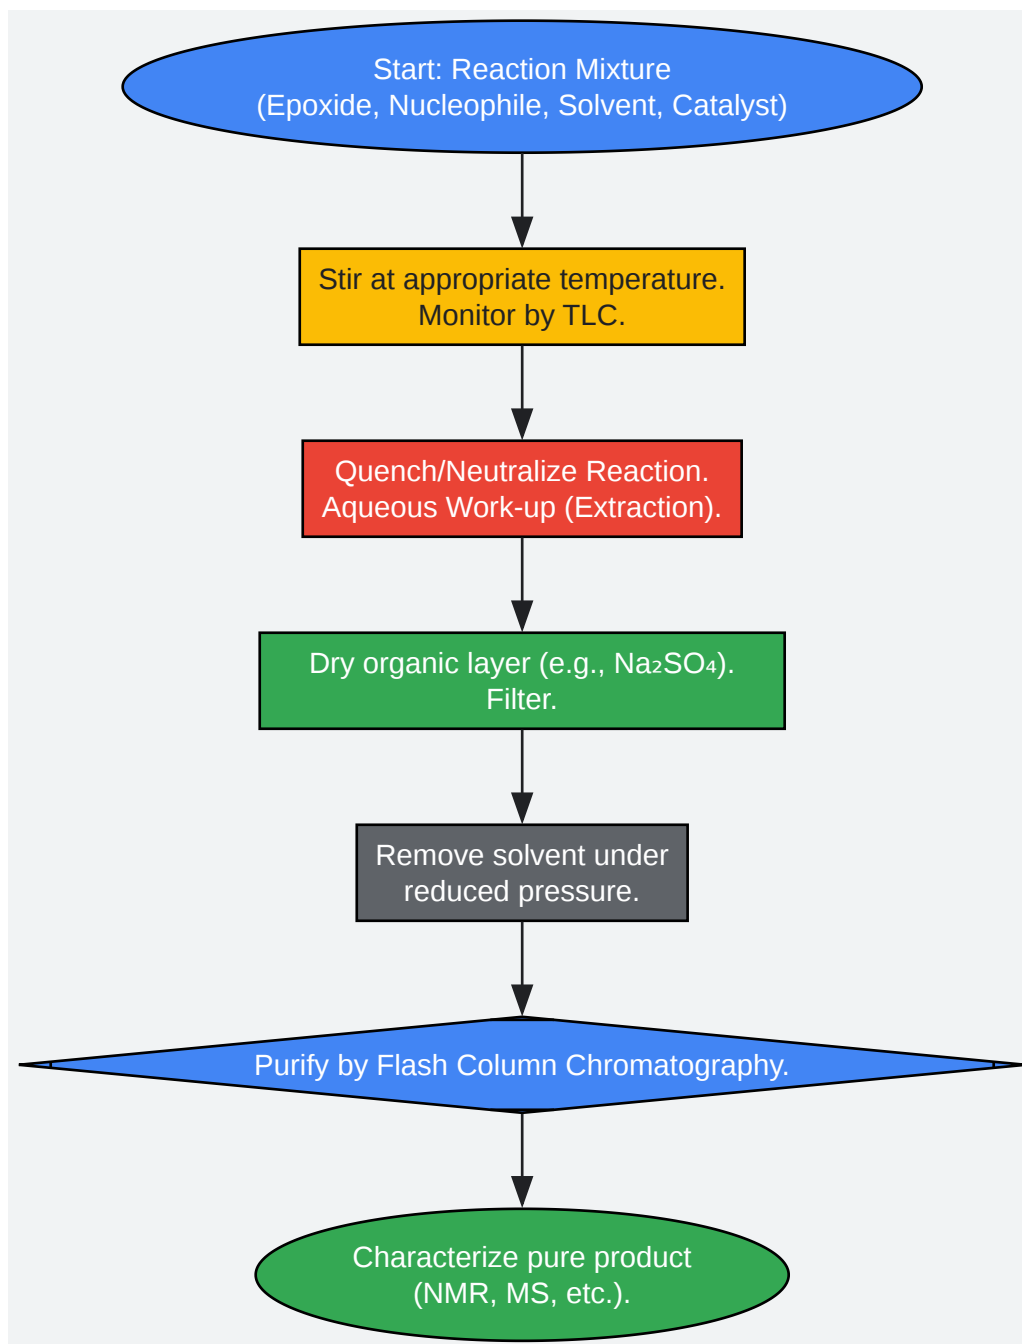 Start: Reaction Mixture
(Epoxide, Nucleophile, Solvent, Catalyst)
Stir at appropriate temperature.
Monitor by TLC.
Quench/Neutralize Reaction.
Aqueous Work-up (Extraction).
Dry organic layer (e.g., Na₂SO₄).
Filter.
Remove solvent under
reduced pressure.
Purify by Flash Column Chromatography.
Characterize pure product
(NMR, MS, etc.).